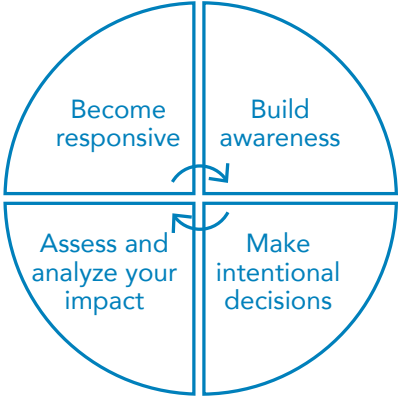 Become
responsive
Build
awareness
Assess and
analyze your
impact
Make
intentional
decisions